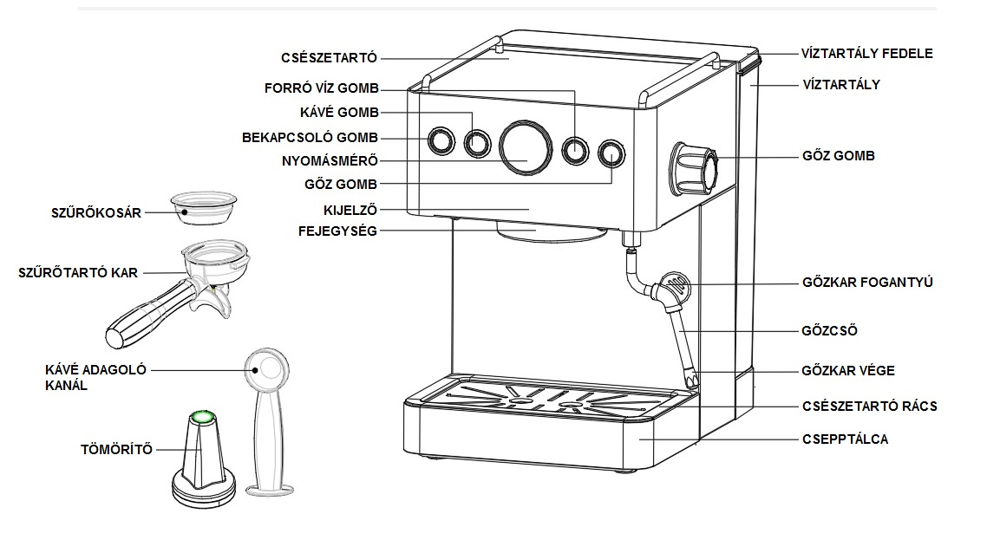 CSÉSZETARTÓ
FORRÓ VÍZ GOMB
KÁVÉ GOMB
BEKAPCSOLÓ GOMB
NYOMÁSMÉRŐ
GŐZ GOMB
KIJELZŐ
FEJEGYSÉG
SZŰRŐKOSÁR
SZŰRŐTARTÓ KAR
KÁVÉ ADAGOLÓ
KANÁL
TÖMÖRÍTŐ
VÍZTARTÁLY FEDELE
VÍZTARTÁLY
GŐZ GOMB
GŐZKAR FOGANTYÚ
GŐZCSŐ
GŐZKAR VÉGE
CSÉSZETARTÓ RÁCS
CSEPPTÁLCA